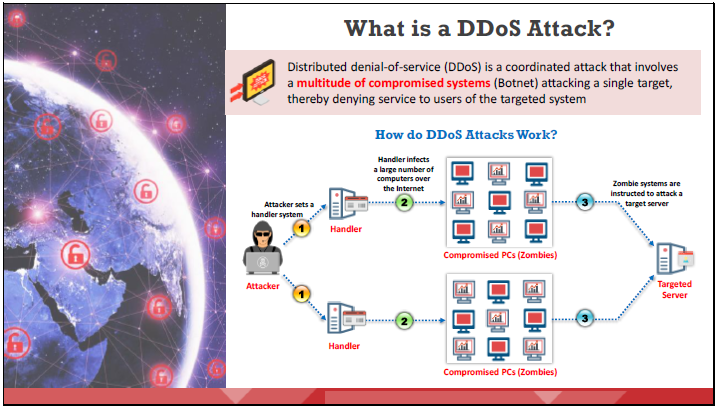 What is a DDoS Attack?
Distributed denial-of-service (DDoS) is a coordinated attack that involves
a multitude of compromised systems (Botnet) attacking a single target,
thereby denying service to users of the targeted system
How do DDoS Attacks Work?
Handler infects
a large number of
computers over
the Internet
Attacker sets a
handler system
Zombie systems are
instructed to attack a
target server
1
Handler
2
3
Compromised PCs (Zombies)
Attacker
Targeted
Server
1
Handler
2
3
Compromised PCs (Zombies)